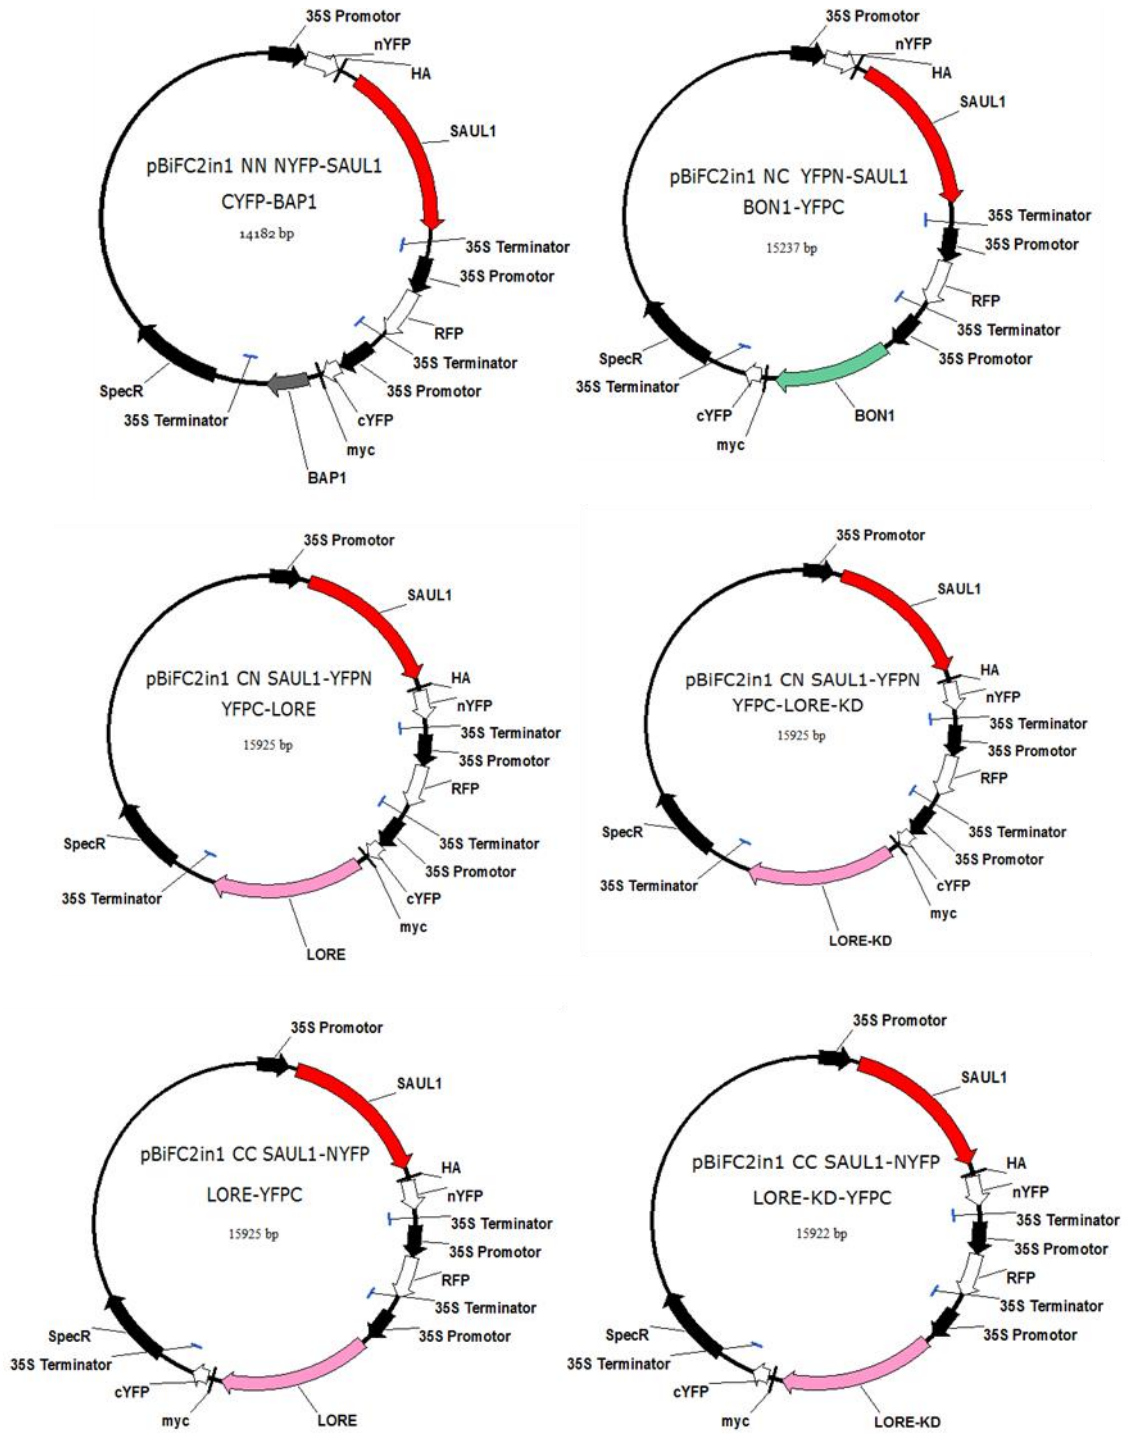 35S Promotor
nYFP
HA
SAUL1
pBiFC2in1 NN NYFP-SAUL1
CYFP-BAP1
14182 bp
35S Terminator
35S Promotor
RFP
35S Terminator
35S Promotor
cYFP
myc
BAP1
35S Terminator
SpecR
35S Promotor
nYFP
HA
SAUL1
pBiFC2in1 NC YFPN-SAUL1
BON1-YFPC
15237 bp
35S Terminator
35S Promotor
RFP
35S Terminator
35S Promotor
BON1
myc
cYFP
35S Terminator
SpecR
35S Promotor
SAUL1
pBiFC2in1 CN SAUL1-YFPN
YFPC-LORE
15925 bp
HA
nYFP
35S Terminator
35S Promotor
RFP
35S Terminator
35S Promotor
cYFP
myc
LORE
35S Terminator
SpecR
35S Promotor
SAUL1
pBiFC2in1 CN SAUL1-YFPN
YFPC-LORE-KD
15925 bp
HA
nYFP
35S Terminator
35S Promotor
RFP
35S Terminator
35S Promotor
cYFP
myc
LORE-KD
35S Terminator
SpecR
35S Promotor
SAUL1
pBiFC2in1 CC SAUL1-NYFP
LORE-YFPC
15925 bp
HA
nYFP
35S Terminator
35S Promotor
RFP
35S Terminator
35S Promotor
LORE
myc
cYFP
35S Terminator
SpecR
35S Promotor
SAUL1
pBiFC2in1 CC SAUL1-NYFP
LORE-KD-YFPC
15922 bp
HA
nYFP
35S Terminator
35S Promotor
RFP
35S Terminator
35S Promotor
LORE-KD
myc
cYFP
35S Terminator
SpecR